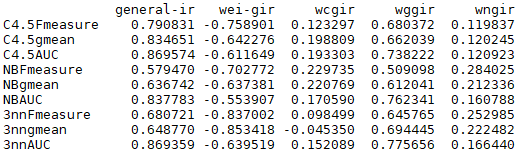 general-ir wei-gir wcgir wggir wngir
C4.5Fmeasure 0.790831 -0.758901 0.123297 0.680372 0.119837
C4.5gmean 0.834651 -0.642276 0.198809 0.662039 0.120245
C4.5AUC 0.869574 -0.611649 0.193303 0.738222 0.120923
NBFmeasure 0.579470 -0.702772 0.229735 0.509098 0.284025
NBgmean 0.636742 -0.637381 0.220769 0.612041 0.212336
NBAUC 0.837783 -0.553907 0.170590 0.762341 0.160788
3nnFmeasure 0.680721 -0.837002 0.098499 0.645765 0.252985
3nngmean 0.648770 -0.853418 -0.045350 0.694445 0.222482
3nnAUC 0.869359 -0.639519 0.152089 0.775656 0.166440